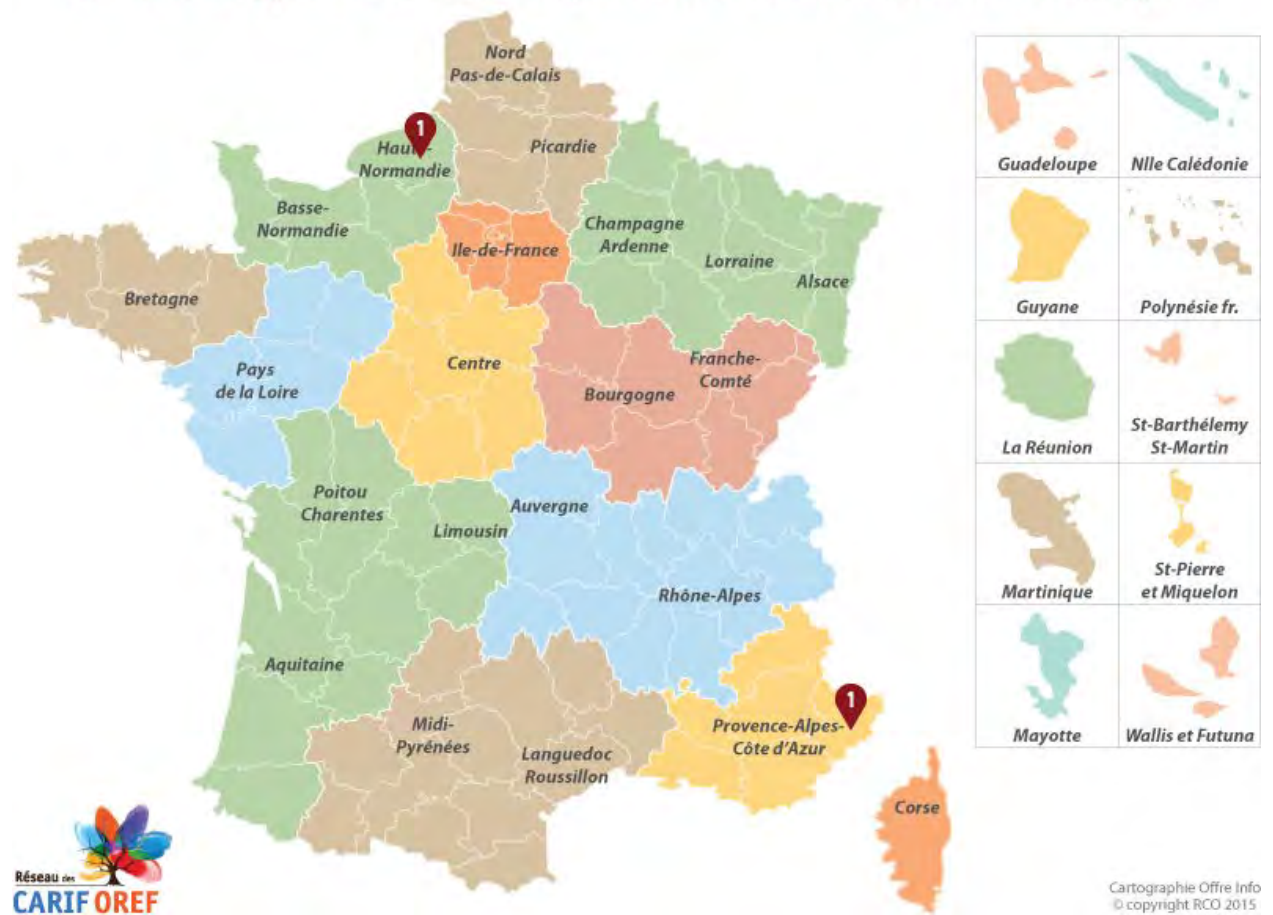 Nord
Pas-de-Calais
1
Haute-
Normandie
Picardie
Basse-
Normandie
Ile-de-France
Champagne
Ardenne
Lorraine
Alsace
Bretagne
Pays
de la Loire
Centre
Bourgogne
Franche-
Comté
Poitou
Charentes
Limousin
Auvergne
Rhône-Alpes
Aquitaine
Midi-
Pyrénées
Languedoc
Roussillon
1
Provence-Alpes-
Côte d'Azur
Corse
Guadeloupe
Nlle Calédonie
Guyane
Polynésie fr.
La Réunion
St-Barthélemy
St-Martin
Martinique
St-Pierre
et Miquelon
Mayotte
Wallis et Futuna
Réseau des
CARIF OREF
Cartographie Offre Info
© copyright RCO 2015